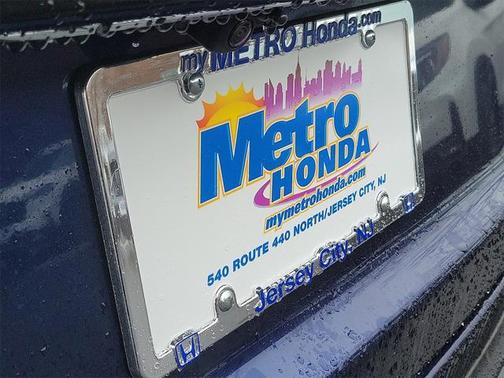 myMETRO Honda.com
Metro
HONDA
mymetrohonda.com
540 ROUTE 440 NORTH/JERSEY CITY, NJ
Jersey City, NJ